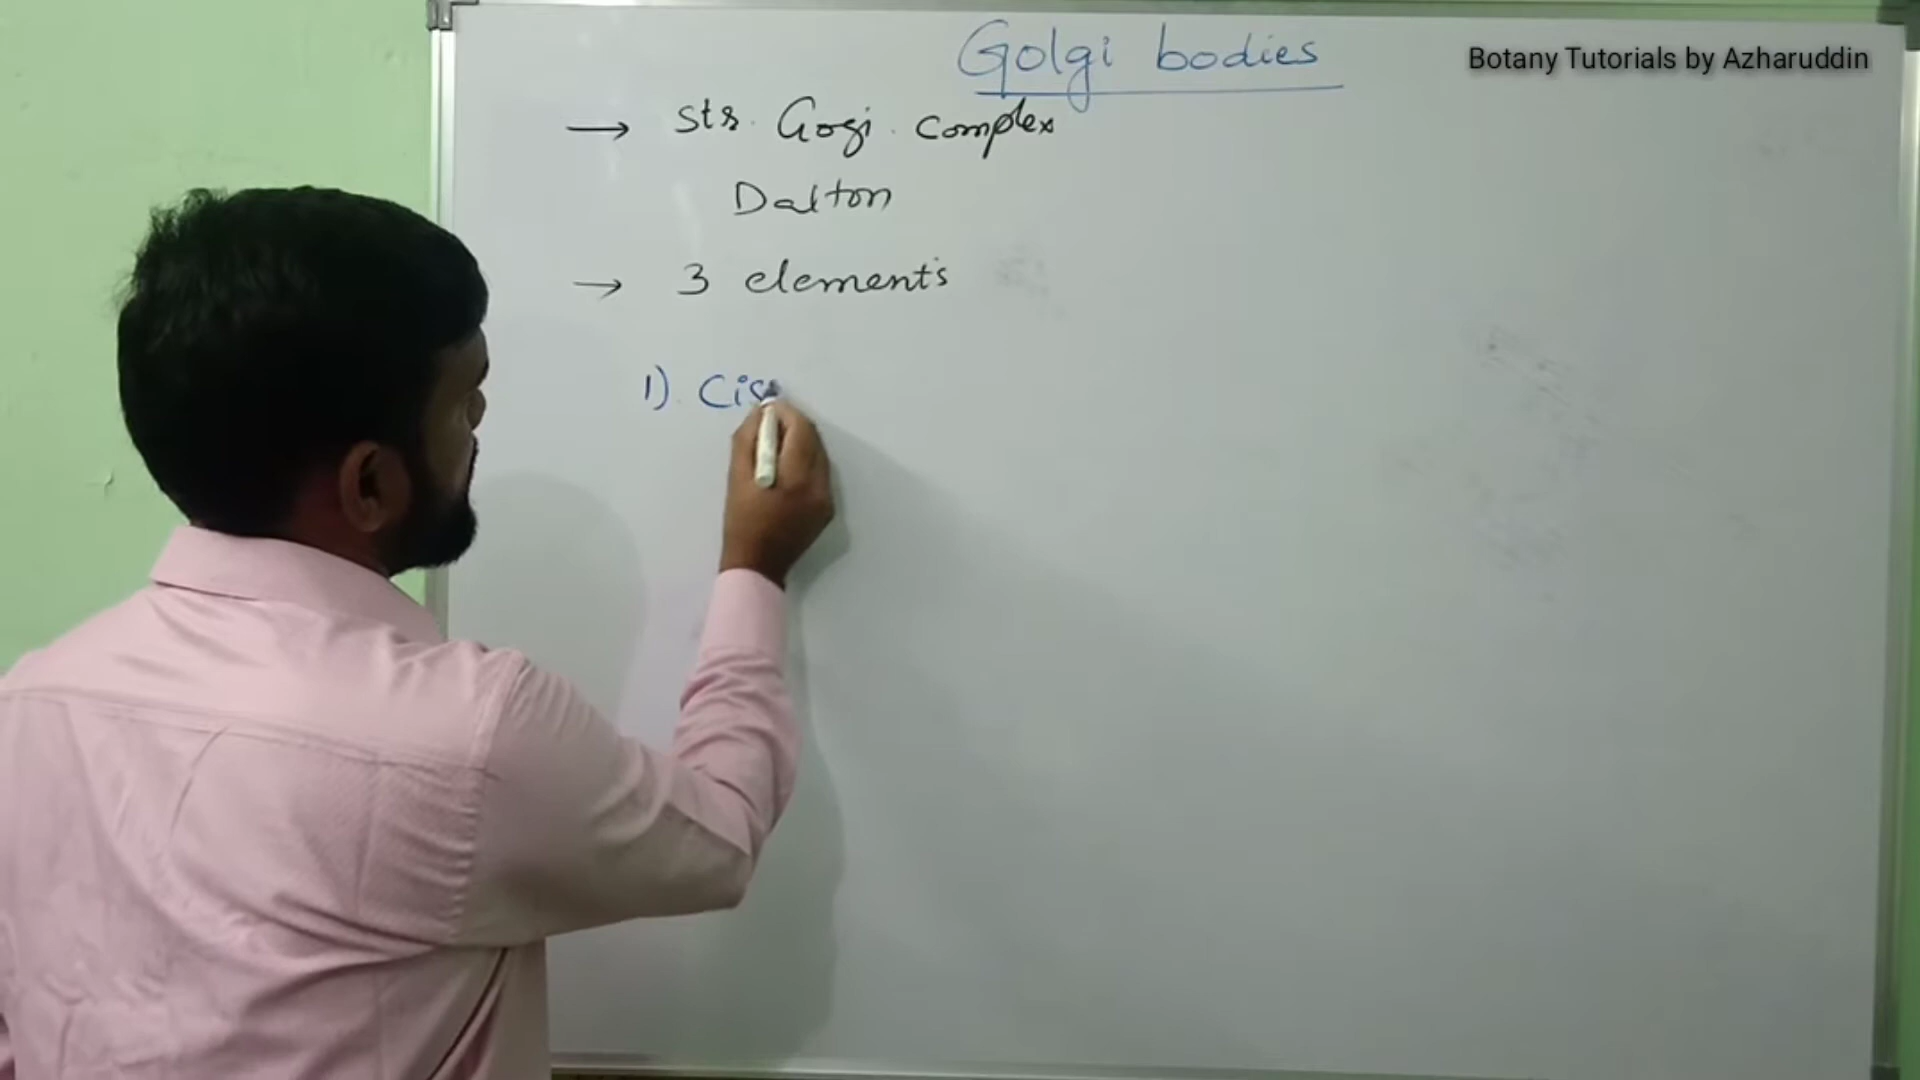 Golgi bodies
Botany Tutorials by Azharuddin
→ Str. Gogi. Complex
Dalton
→ 3 elements
1). Cis